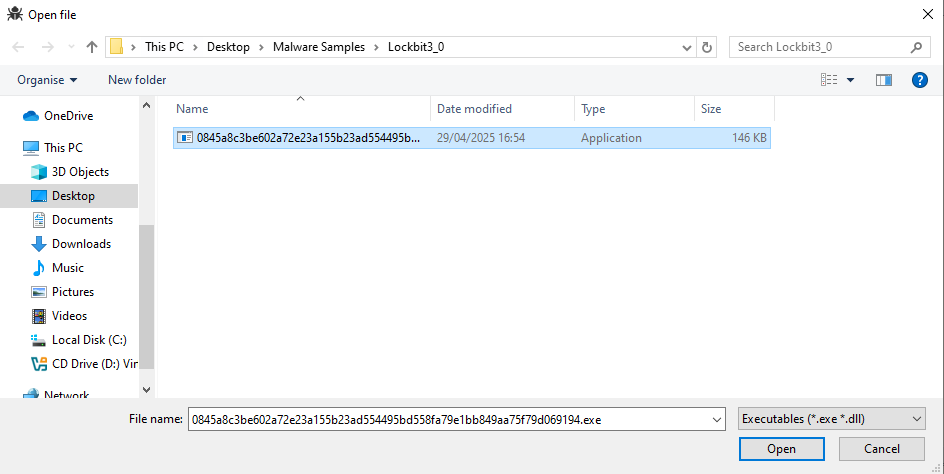 Open file
This PC > Desktop > Malware Samples > Lockbit3_0
Search Lockbit3_0
Organise New folder
OneDrive
This PC
3D Objects
Desktop
Documents
Downloads
Music
Pictures
Videos
Local Disk (C:)
CD Drive (D:) Vir
Network
Name Date modified Type Size
0845a8c3be602a72e23a155b23ad554495b... 29/04/2025 16:54 Application 146 KB
File name: 0845a8c3be602a72e23a155b23ad554495bd558fa79e1bb849aa75f79d069194.exe Executables (*.exe *.dll)
Open Cancel